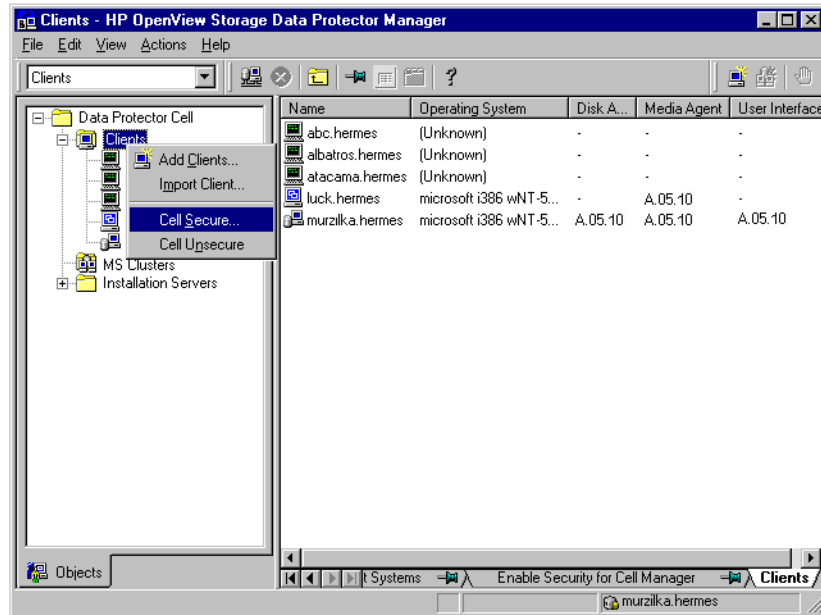 Clients - HP OpenView Storage Data Protector Manager
File Edit View Actions Help
Clients
?
Data Protector Cell
Clients
Add Clients...
Import Client...
Cell Secure...
Cell Unsecure
MS Clusters
Installation Servers
Objects
Name Operating System Disk A... Media Agent User Interface
abc.hermes (Unknown) - - -
albatros.hermes (Unknown) - - -
atacama.hermes (Unknown) - - -
luck.hermes microsoft i386 wNT-5... - A.05.10 -
murzilka.hermes microsoft i386 wNT-5... A.05.10 A.05.10 A.05.10
t Systems Enable Security for Cell Manager Clients
murzilka.hermes